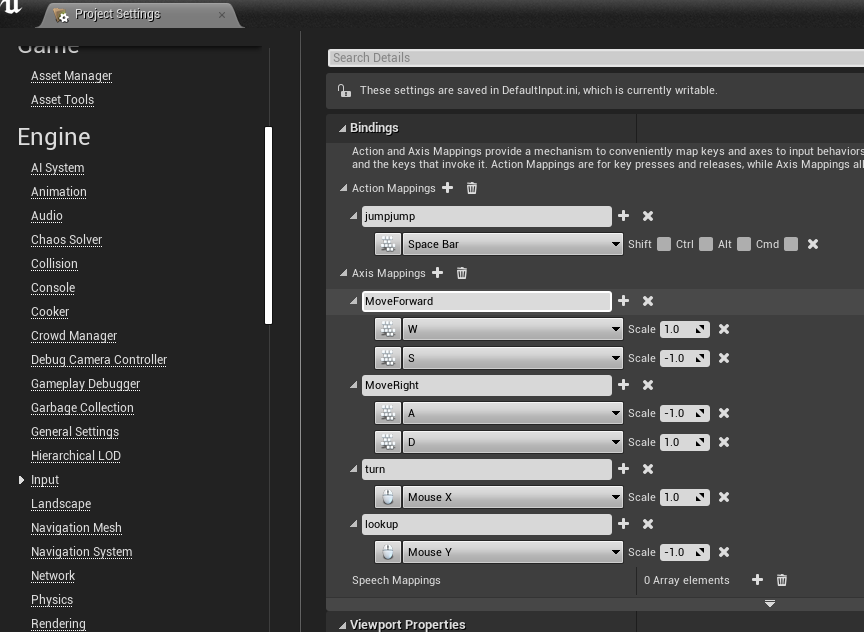 Project Settings
Game
Asset Manager
Asset Tools
Engine
AI System
Animation
Audio
Chaos Solver
Collision
Console
Cooker
Crowd Manager
Debug Camera Controller
Gameplay Debugger
Garbage Collection
General Settings
Hierarchical LOD
Input
Landscape
Navigation Mesh
Navigation System
Network
Physics
Rendering
Search Details
These settings are saved in DefaultInput.ini, which is currently writable.
Bindings
Action and Axis Mappings provide a mechanism to conveniently map keys and axes to input behaviors
and the keys that invoke it. Action Mappings are for key presses and releases, while Axis Mappings all
Action Mappings
jumpjump
Space Bar Shift Ctrl Alt Cmd
Axis Mappings
MoveForward
W Scale 1.0
S Scale -1.0
MoveRight
A Scale -1.0
D Scale 1.0
turn
Mouse X Scale 1.0
lookup
Mouse Y Scale -1.0
Speech Mappings 0 Array elements
Viewport Properties